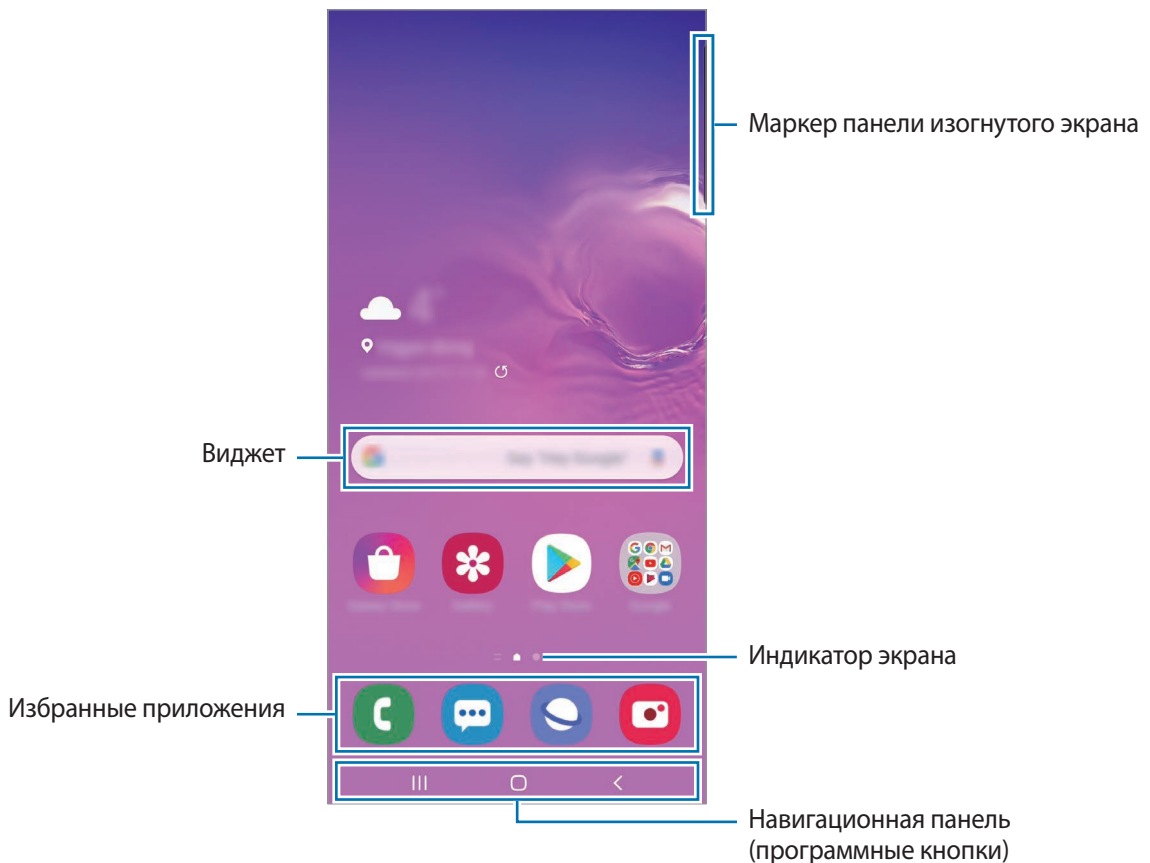 Маркер панели изогнутого экрана
Виджет
Индикатор экрана
Избранные приложения
Навигационная панель
(программные кнопки)